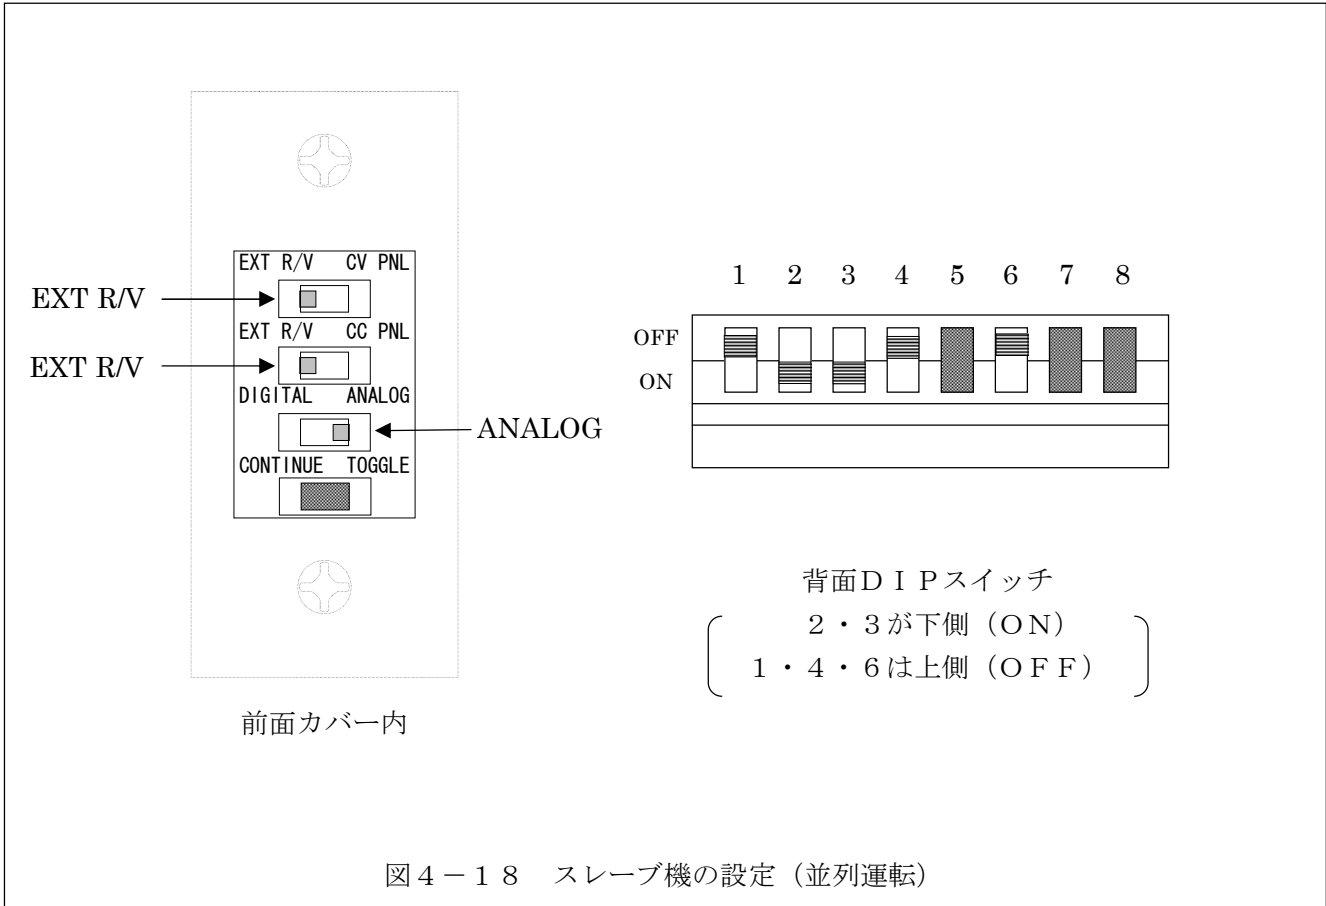 EXT R/V CV PNL
EXT R/V
EXT R/V CC PNL
EXT R/V
DIGITAL ANALOG
ANALOG
CONTINUE TOGGLE
前面カバー内
1 2 3 4 5 6 7 8
OFF
ON
背面DIPスイッチ
2・3が下側(ON)
1・4・6は上側(OFF)
図4-18 スレーブ機の設定(並列運転)